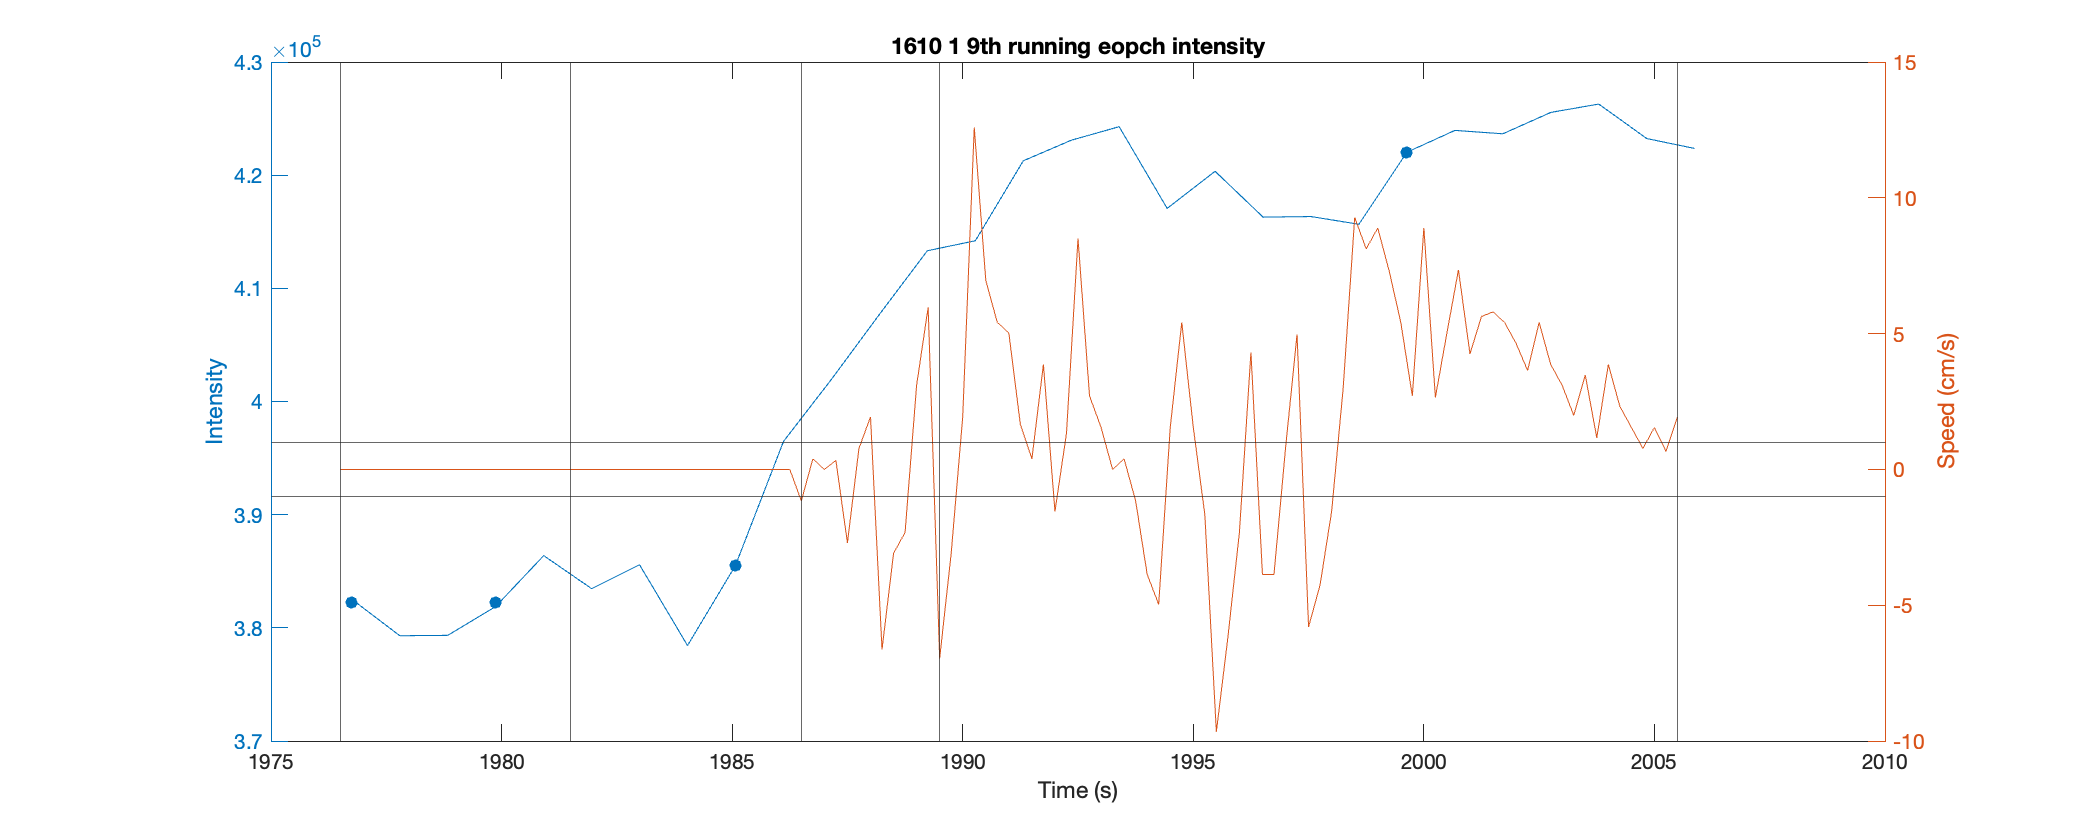 1610 1 9th running eopch intensity
×10^5
4.3
4.2
4.1
4
3.9
3.8
3.7
Intensity
15
10
5
0
-5
-10
Speed (cm/s)
1975 1980 1985 1990 1995 2000 2005 2010
Time (s)